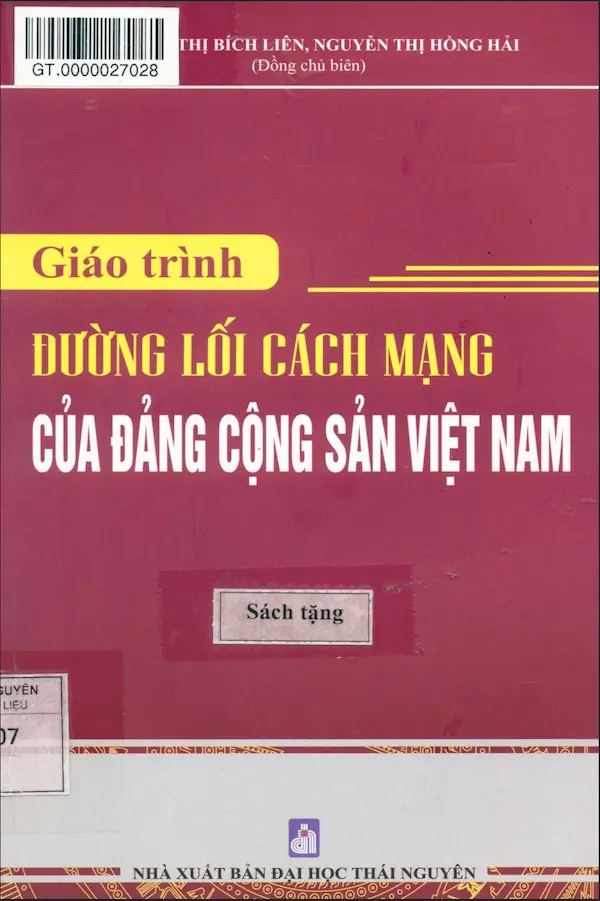 GT.0000027028
THỊ BÍCH LIÊN, NGUYỄN THỊ HỒNG HẢI
(Đồng chủ biên)
Giáo trình
ĐƯỜNG LỐI CÁCH MẠNG
CỦA ĐẢNG CỘNG SẢN VIỆT NAM
Sách tặng
GUYÊN
LIỆU
07
NHÀ XUẤT BẢN ĐẠI HỌC THÁI NGUYÊN